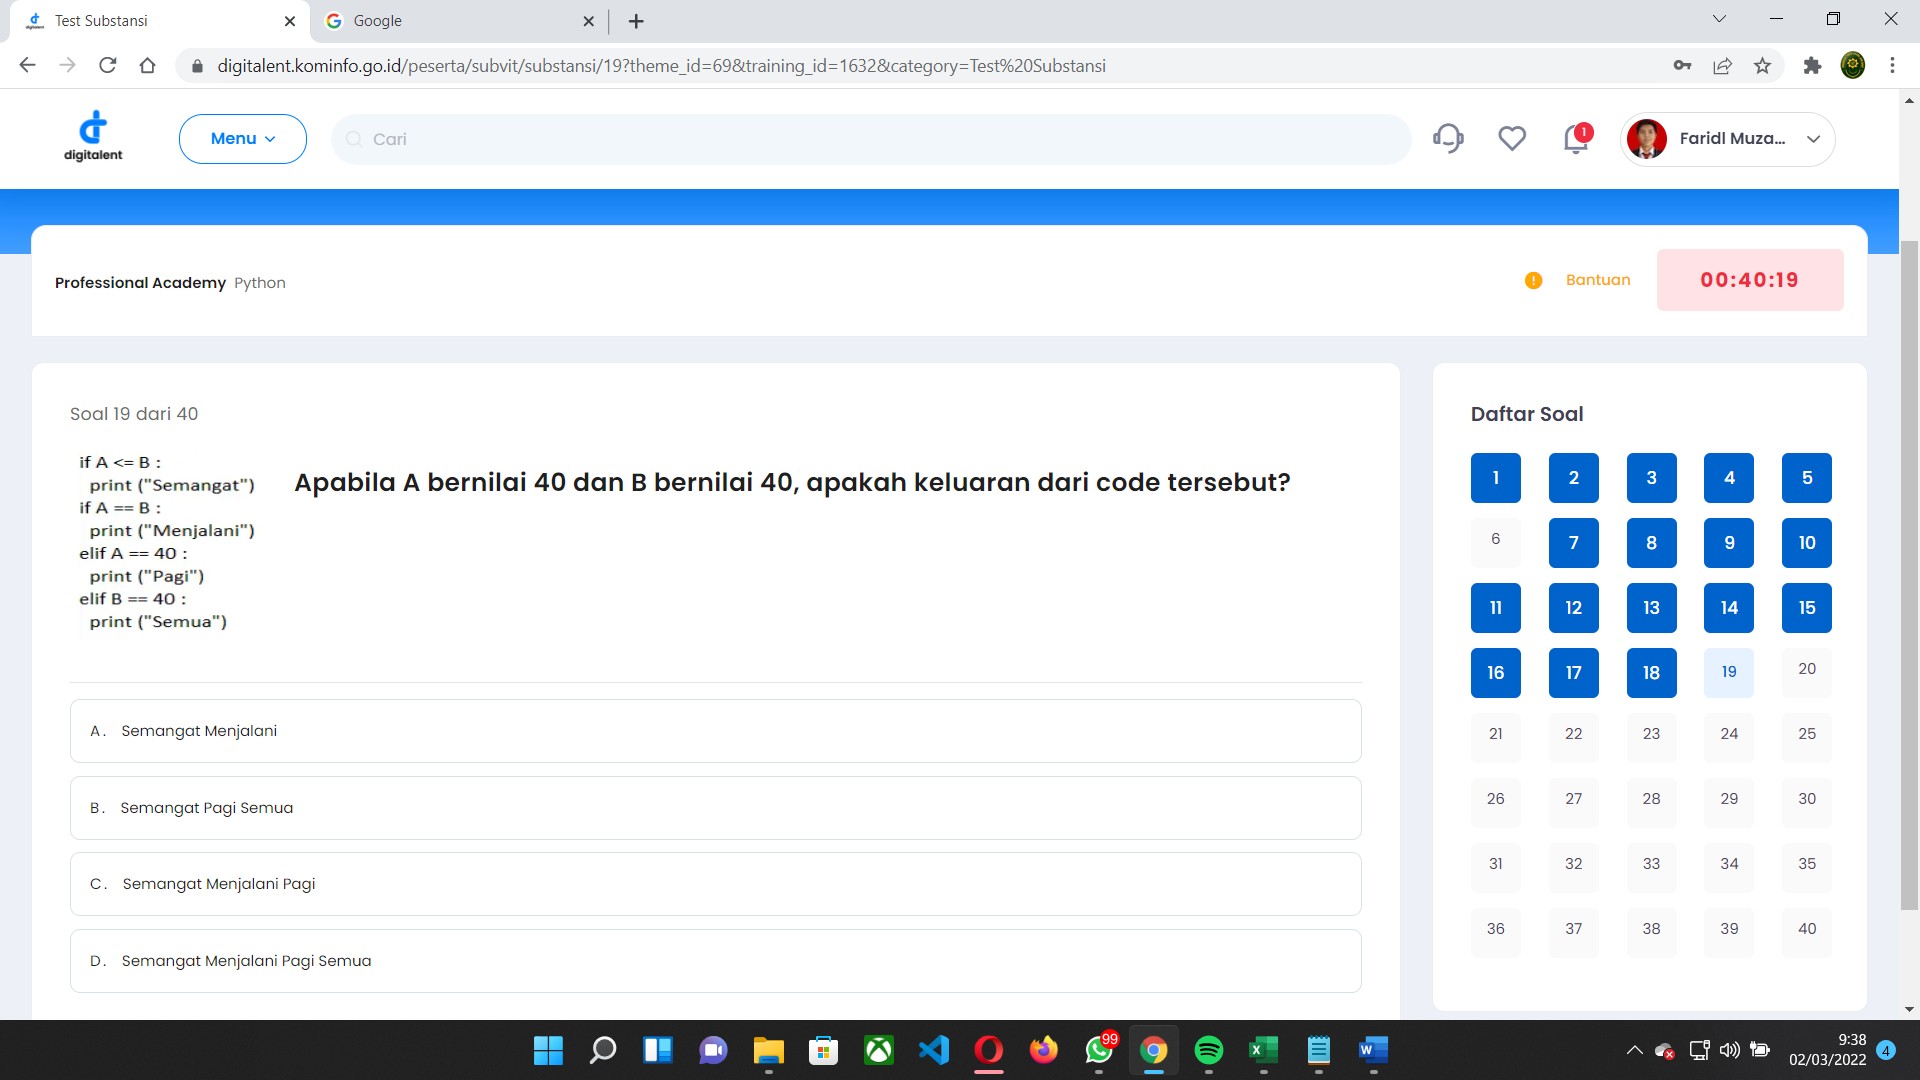 Test Substansi
Google
digitalent.kominfo.go.id/peserta/subvit/substansi/19?theme_id=69&training_id=1632&category=Test%20Substansi
digitalent
Menu
Cari
1
Faridl Muza...
Professional Academy Python
Bantuan
00:40:19
Soal 19 dari 40
if A <= B :
print ("Semangat")
if A == B :
print ("Menjalani")
elif A == 40 :
print ("Pagi")
elif B == 40 :
print ("Semua")
Apabila A bernilai 40 dan B bernilai 40, apakah keluaran dari code tersebut?
A. Semangat Menjalani
B. Semangat Pagi Semua
C. Semangat Menjalani Pagi
D. Semangat Menjalani Pagi Semua
Daftar Soal
1 2 3 4 5
6 7 8 9 10
11 12 13 14 15
16 17 18 19 20
21 22 23 24 25
26 27 28 29 30
31 32 33 34 35
36 37 38 39 40
99
9:38
02/03/2022
4